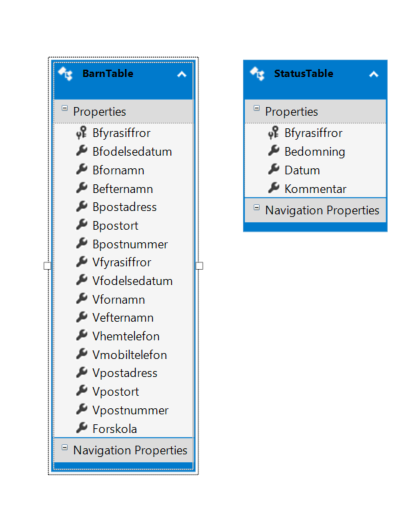 BarnTable
Properties
Bfyrasiffror
Bfodelsedatum
Bfornamn
Befternamn
Bpostadress
Bpostort
Bpostnummer
Vfyrasiffror
Vfodelsedatum
Vfornamn
Vefternamn
Vhemtelefon
Vmobiltelefon
Vpostadress
Vpostort
Vpostnummer
Forskola
Navigation Properties
StatusTable
Properties
Bfyrasiffror
Bedomning
Datum
Kommentar
Navigation Properties